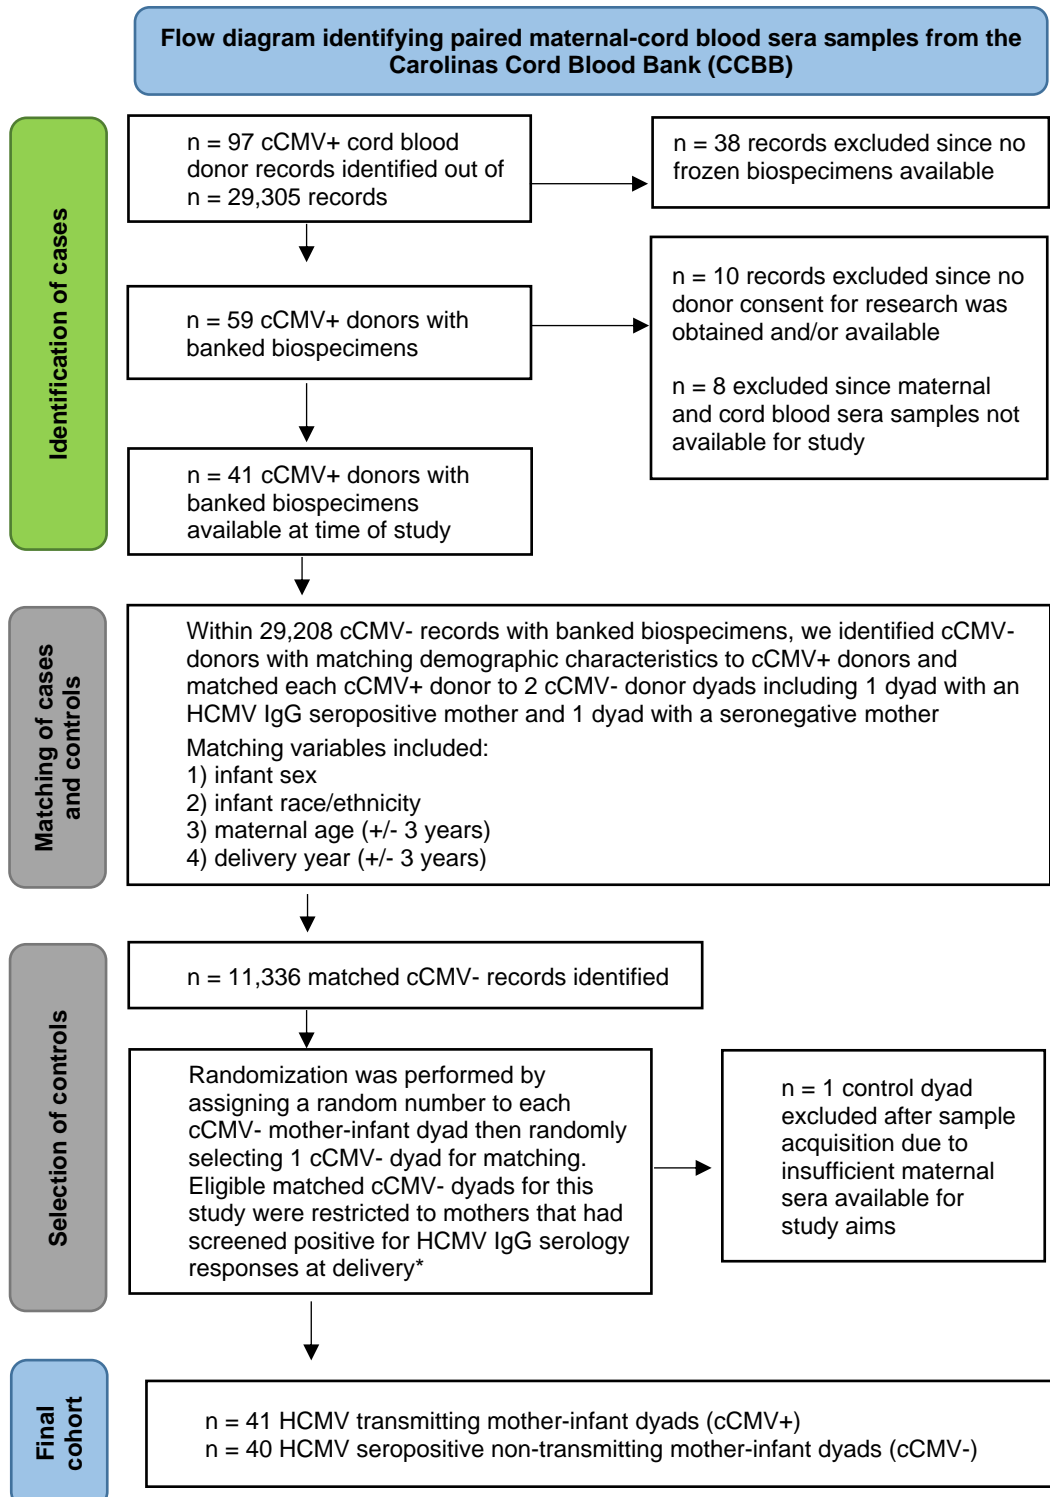 Flow diagram identifying paired maternal-cord blood sera samples from the
Carolinas Cord Blood Bank (CCBB)
Identification of cases
n = 97 cCMV+ cord blood
donor records identified out of
n = 29,305 records
n = 38 records excluded since no
frozen biospecimens available
n = 59 cCMV+ donors with
banked biospecimens
n = 10 records excluded since no
donor consent for research was
obtained and/or available
n = 8 excluded since maternal
and cord blood sera samples not
available for study
n = 41 cCMV+ donors with
banked biospecimens
available at time of study
Matching of cases
and controls
Within 29,208 cCMV- records with banked biospecimens, we identified cCMV-
donors with matching demographic characteristics to cCMV+ donors and
matched each cCMV+ donor to 2 cCMV- donor dyads including 1 dyad with an
HCMV IgG seropositive mother and 1 dyad with a seronegative mother
Matching variables included:
1) infant sex
2) infant race/ethnicity
3) maternal age (+/- 3 years)
4) delivery year (+/- 3 years)
Selection of controls
n = 11,336 matched cCMV- records identified
Randomization was performed by
assigning a random number to each
cCMV- mother-infant dyad then randomly
selecting 1 cCMV- dyad for matching.
Eligible matched cCMV- dyads for this
study were restricted to mothers that had
screened positive for HCMV IgG serology
responses at delivery*
n = 1 control dyad
excluded after sample
acquisition due to
insufficient maternal
sera available for
study aims
Final
cohort
n = 41 HCMV transmitting mother-infant dyads (cCMV+)
n = 40 HCMV seropositive non-transmitting mother-infant dyads (cCMV-)